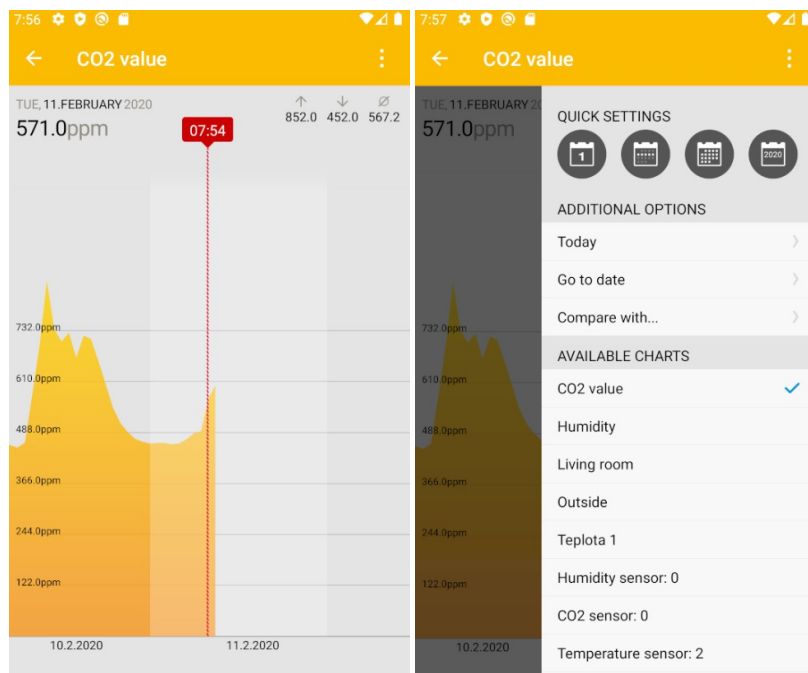 7:56
CO2 value
TUE, 11.FEBRUARY 2020
571.0ppm
07:54
↑ ↓ Ø
852.0 452.0 567.2
732.0ppm
610.0ppm
488.0ppm
366.0ppm
244.0ppm
122.0ppm
10.2.2020 11.2.2020
7:57
CO2 value
TUE, 11.FEBRUARY 20
571.0ppm
732.0ppm
610.0ppm
488.0ppm
366.0ppm
244.0ppm
122.0ppm
10.2.2020
QUICK SETTINGS
1 2020
ADDITIONAL OPTIONS
Today
Go to date
Compare with...
AVAILABLE CHARTS
CO2 value
Humidity
Living room
Outside
Teplota 1
Humidity sensor: 0
CO2 sensor: 0
Temperature sensor: 2